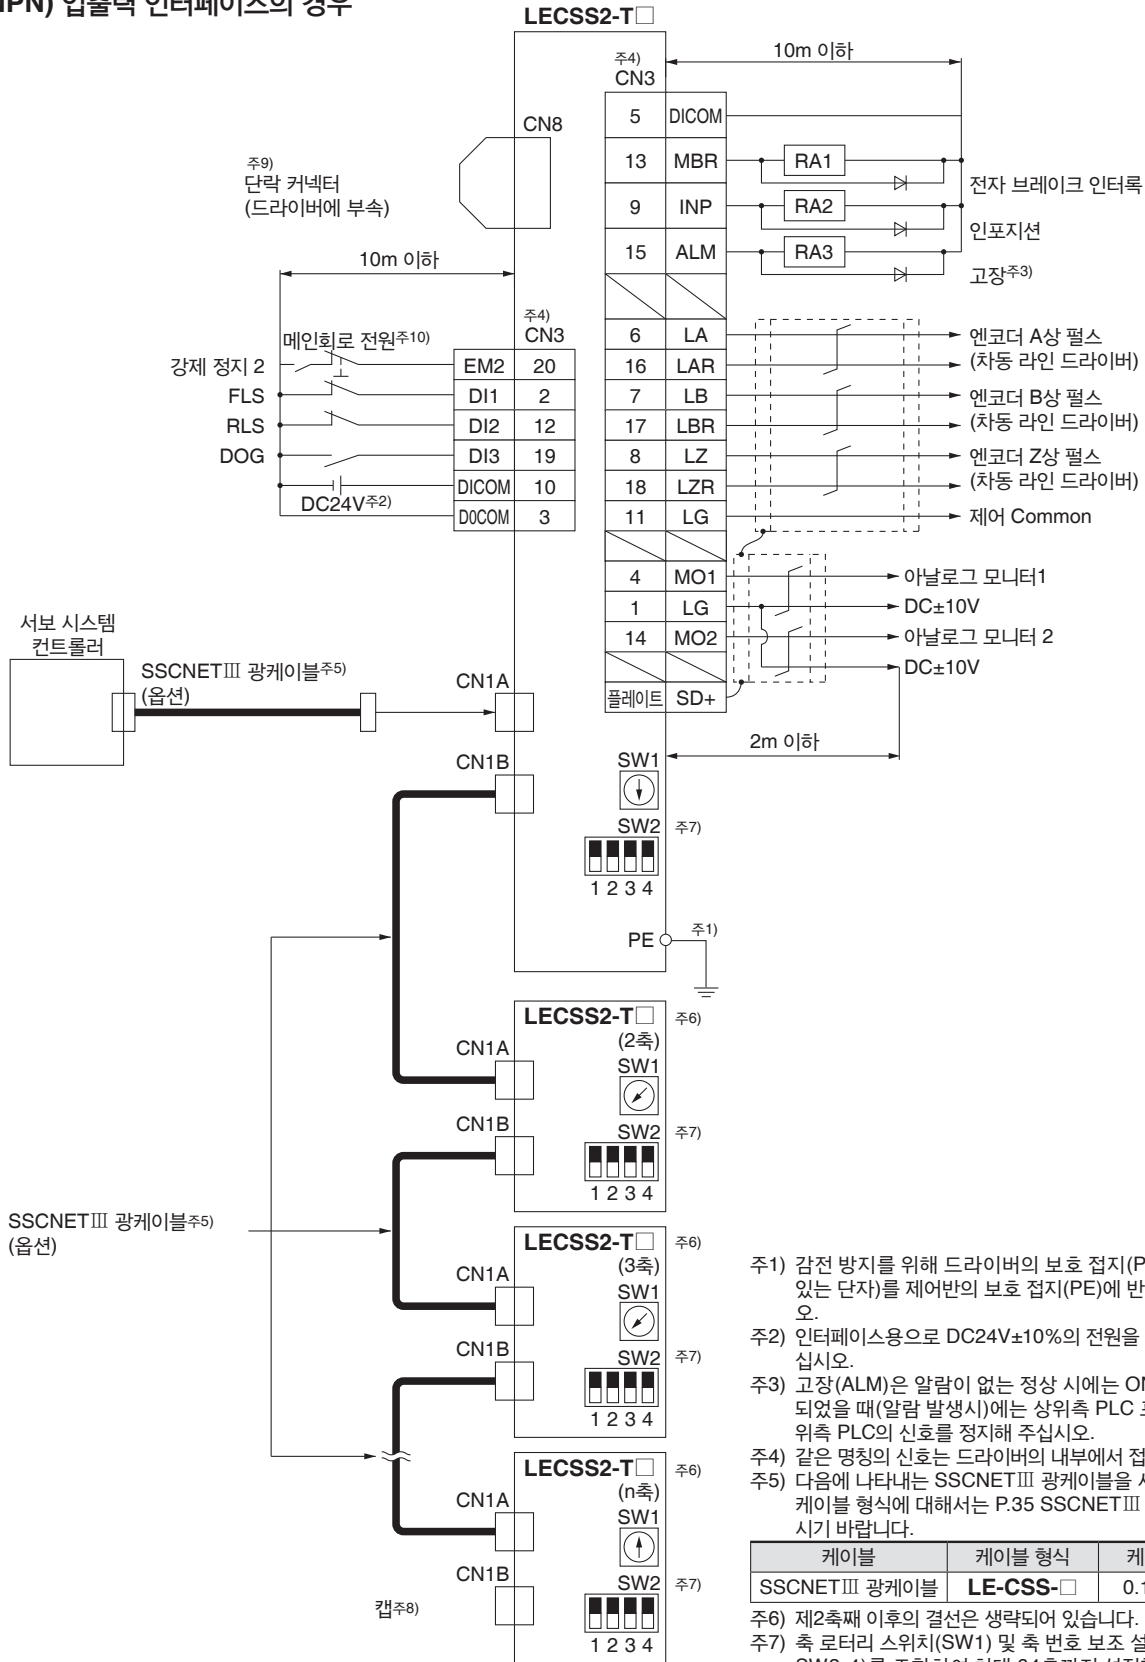 IPN) 입출력 인터페이스의 경우
LECSS2-T□
주4)
CN3
10m 이하
5 DICOM
13 MBR RA1
전자 브레이크 인터록
9 INP RA2
인포지션
15 ALM RA3
고장주3)
CN8
주9)
단락 커넥터
(드라이버에 부속)
10m 이하
주4)
CN3
메인회로 전원주10)
강제 정지 2 EM2 20
FLS DI1 2
RLS DI2 12
DOG DI3 19
DICOM 10
DC24V주2)
D0COM 3
6 LA 엔코더 A상 펄스
16 LAR (차동 라인 드라이버)
7 LB 엔코더 B상 펄스
17 LBR (차동 라인 드라이버)
8 LZ 엔코더 Z상 펄스
18 LZR (차동 라인 드라이버)
11 LG 제어 Common
4 MO1 아날로그 모니터1
1 LG DC±10V
14 MO2 아날로그 모니터 2
DC±10V
플레이트 SD+
2m 이하
서보 시스템
컨트롤러
SSCNETⅢ 광케이블주5)
(옵션)
CN1A
CN1B
SW1
SW2 주7)
1 2 3 4
PE 주1)
LECSS2-T□ 주6)
(2축)
CN1A
SW1
CN1B
SW2 주7)
1 2 3 4
SSCNETⅢ 광케이블주5)
(옵션)
LECSS2-T□ 주6)
(3축)
CN1A
SW1
CN1B
SW2 주7)
1 2 3 4
LECSS2-T□ 주6)
(n축)
CN1A
SW1
CN1B
SW2 주7)
캡주8)
1 2 3 4
주1) 감전 방지를 위해 드라이버의 보호 접지(P
있는 단자)를 제어반의 보호 접지(PE)에 반
오.
주2) 인터페이스용으로 DC24V±10%의 전원을
십시오.
주3) 고장(ALM)은 알람이 없는 정상 시에는 ON
되었을 때(알람 발생시)에는 상위측 PLC
위측 PLC의 신호를 정지해 주십시오.
주4) 같은 명칭의 신호는 드라이버의 내부에서 접
주5) 다음에 나타내는 SSCNETⅢ 광케이블을
케이블 형식에 대해서는 P.35 SSCNETⅢ
시기 바랍니다.
케이블 케이블 형식 케
SSCNETⅢ 광케이블 LE-CSS-□ 0.1
주6) 제2축째 이후의 결선은 생략되어 있습니다.
주7) 축 로터리 스위치(SW1) 및 축 번호 보조 설